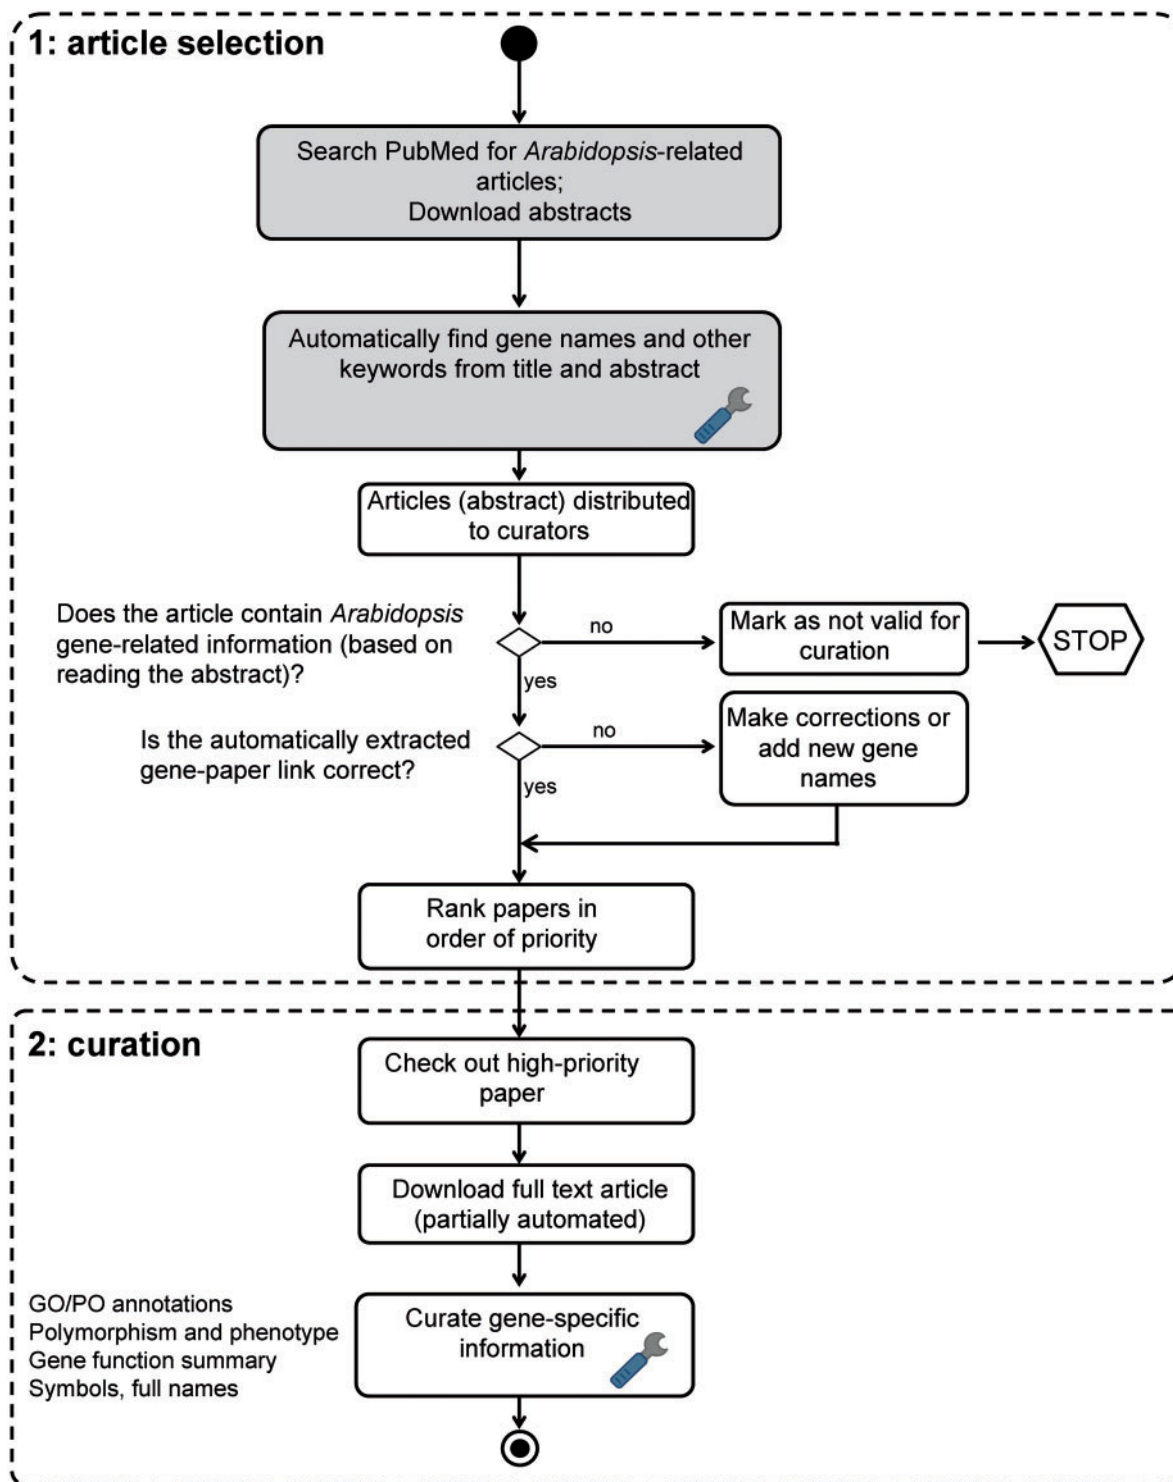 1: article selection
Search PubMed for Arabidopsis-related
articles;
Download abstracts
Automatically find gene names and other
keywords from title and abstract
Articles (abstract) distributed
to curators
Does the article contain Arabidopsis
gene-related information (based on
reading the abstract)?
no
Mark as not valid for
curation
STOP
yes
Is the automatically extracted
gene-paper link correct?
no
Make corrections or
add new gene
names
yes
Rank papers in
order of priority
2: curation
Check out high-priority
paper
Download full text article
(partially automated)
GO/PO annotations
Polymorphism and phenotype
Gene function summary
Symbols, full names
Curate gene-specific
information